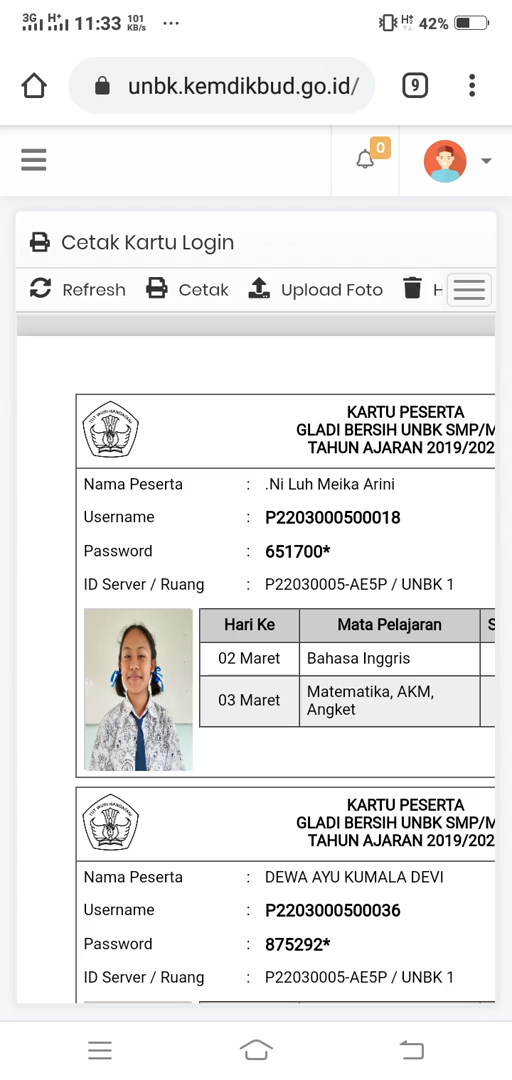 3G H+ 11:33 101 KB/s ... 42%
unbk.kemdikbud.go.id/ 9
0
Cetak Kartu Login
Refresh Cetak Upload Foto H
KARTU PESERTA
GLADI BERSIH UNBK SMP/M
TAHUN AJARAN 2019/202
Nama Peserta : .Ni Luh Meika Arini
Username : P2203000500018
Password : 651700*
ID Server / Ruang : P22030005-AE5P / UNBK 1
Hari Ke Mata Pelajaran S
02 Maret Bahasa Inggris
03 Maret Matematika, AKM,
Angket
KARTU PESERTA
GLADI BERSIH UNBK SMP/M
TAHUN AJARAN 2019/202
Nama Peserta : DEWA AYU KUMALA DEVI
Username : P2203000500036
Password : 875292*
ID Server / Ruang : P22030005-AE5P / UNBK 1